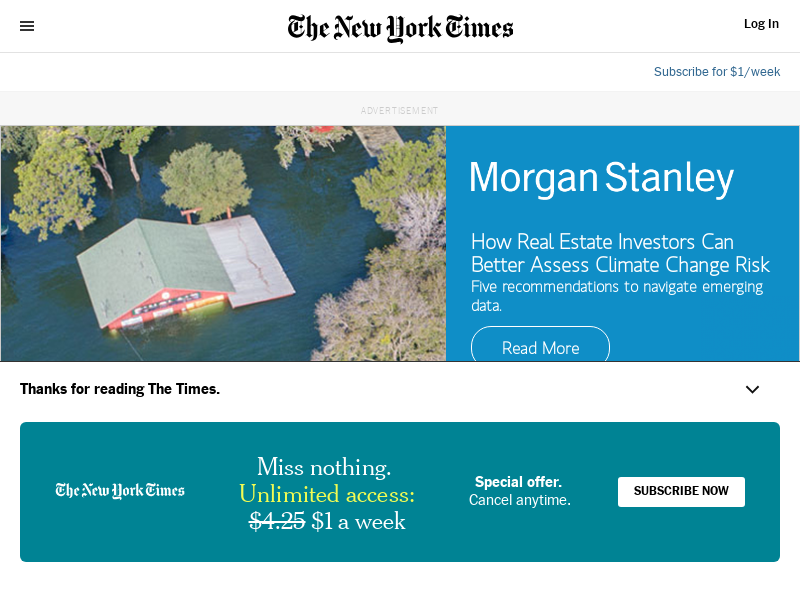 The New York Times
Log In
Subscribe for $1/week
ADVERTISEMENT
Morgan Stanley
How Real Estate Investors Can
Better Assess Climate Change Risk
Five recommendations to navigate emerging
data.
Read More
Thanks for reading The Times.
The New York Times
Miss nothing.
Unlimited access:
$4.25 $1 a week
Special offer.
Cancel anytime.
SUBSCRIBE NOW